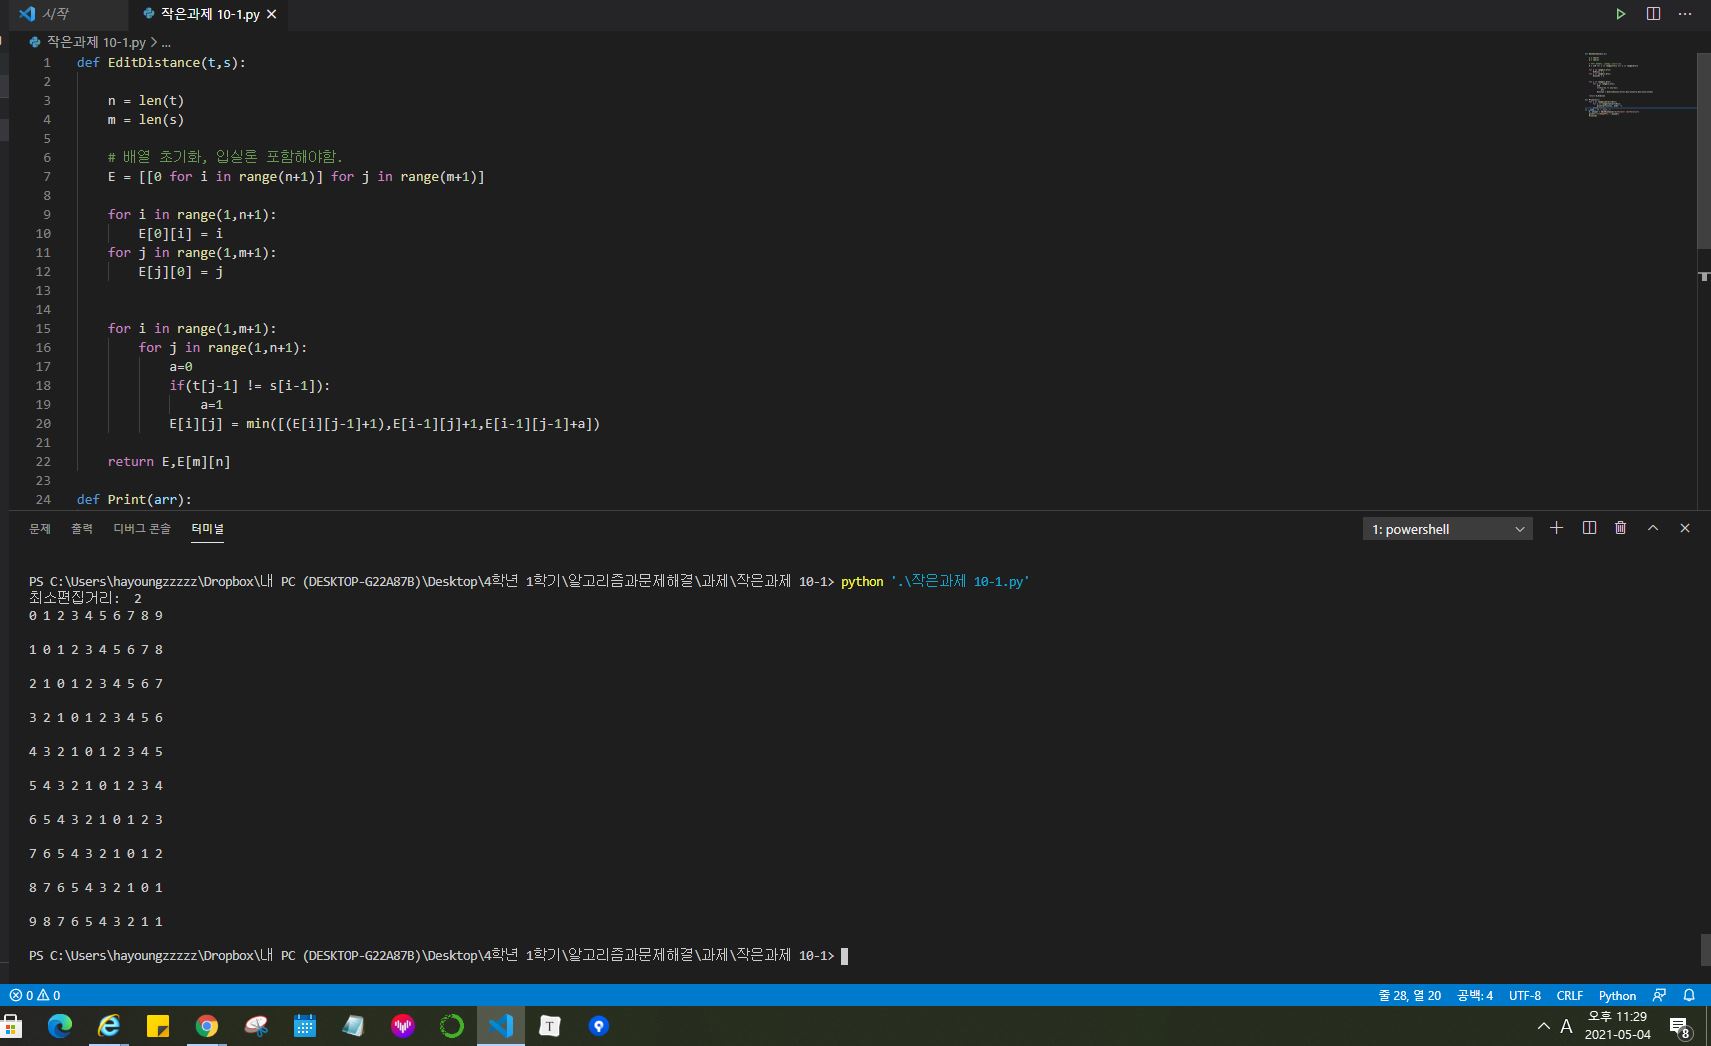 시작
작은과제 10-1.py
작은과제 10-1.py > ...
1 def EditDistance(t,s):
2
3 n = len(t)
4 m = len(s)
5
6 # 배열 초기화, 입실론 포함해야함.
7 E = [[0 for i in range(n+1)] for j in range(m+1)]
8
9 for i in range(1,n+1):
10 E[0][i] = i
11 for j in range(1,m+1):
12 E[j][0] = j
13
14
15 for i in range(1,m+1):
16 for j in range(1,n+1):
17 a=0
18 if(t[j-1] != s[i-1]):
19 a=1
20 E[i][j] = min([(E[i][j-1]+1),E[i-1][j]+1,E[i-1][j-1]+a])
21
22 return E,E[m][n]
23
24 def Print(arr):
문제 출력 디버그 콘솔 터미널 1: powershell
PS C:\Users\hayoungzzzzz\Dropbox\내 PC (DESKTOP-G22A87B)\Desktop\4학년 1학기\알고리즘과문제해결\과제\작은과제 10-1> python '.\작은과제 10-1.py'
최소편집거리: 2
0 1 2 3 4 5 6 7 8 9
1 0 1 2 3 4 5 6 7 8
2 1 0 1 2 3 4 5 6 7
3 2 1 0 1 2 3 4 5 6
4 3 2 1 0 1 2 3 4 5
5 4 3 2 1 0 1 2 3 4
6 5 4 3 2 1 0 1 2 3
7 6 5 4 3 2 1 0 1 2
8 7 6 5 4 3 2 1 0 1
9 8 7 6 5 4 3 2 1 1
PS C:\Users\hayoungzzzzz\Dropbox\내 PC (DESKTOP-G22A87B)\Desktop\4학년 1학기\알고리즘과문제해결\과제\작은과제 10-1>
0 0 줄 28, 열 20 공백: 4 UTF-8 CRLF Python
T A 오후 11:29
2021-05-04 8